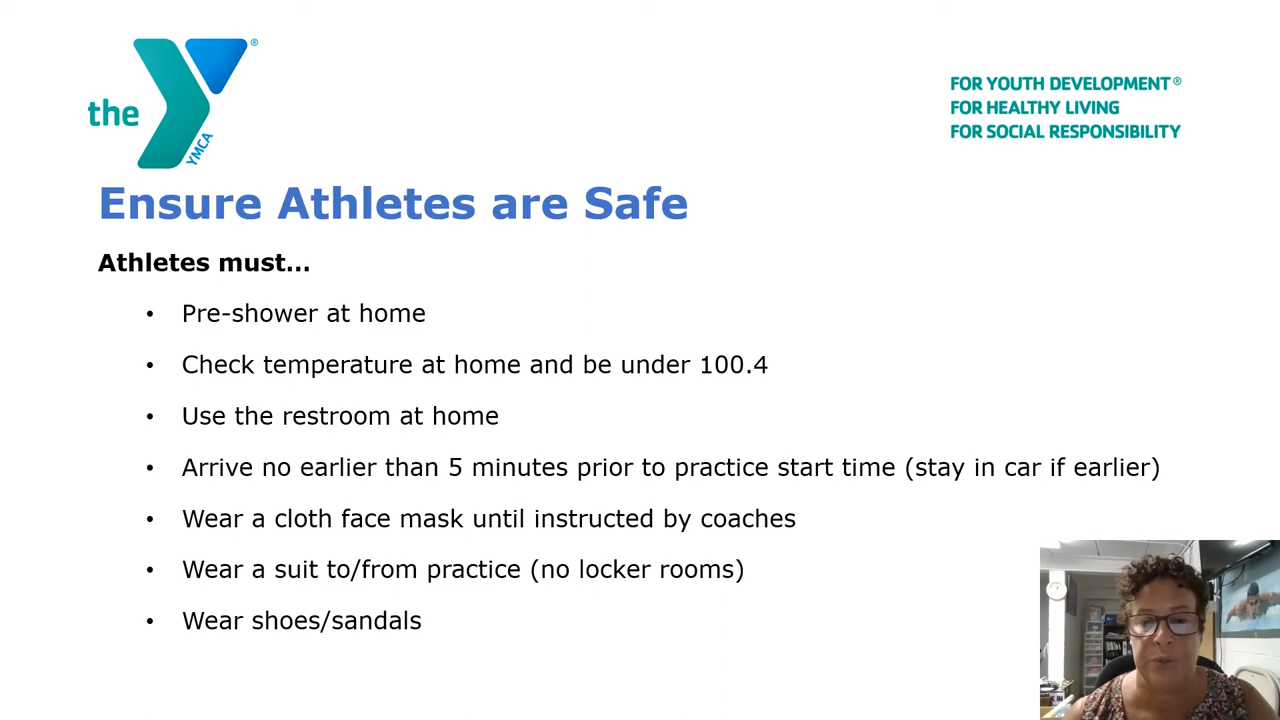 the
YMCA
®
FOR YOUTH DEVELOPMENT®
FOR HEALTHY LIVING
FOR SOCIAL RESPONSIBILITY
Ensure Athletes are Safe
Athletes must...
• Pre-shower at home
• Check temperature at home and be under 100.4
• Use the restroom at home
• Arrive no earlier than 5 minutes prior to practice start time (stay in car if earlier)
• Wear a cloth face mask until instructed by coaches
• Wear a suit to/from practice (no locker rooms)
• Wear shoes/sandals